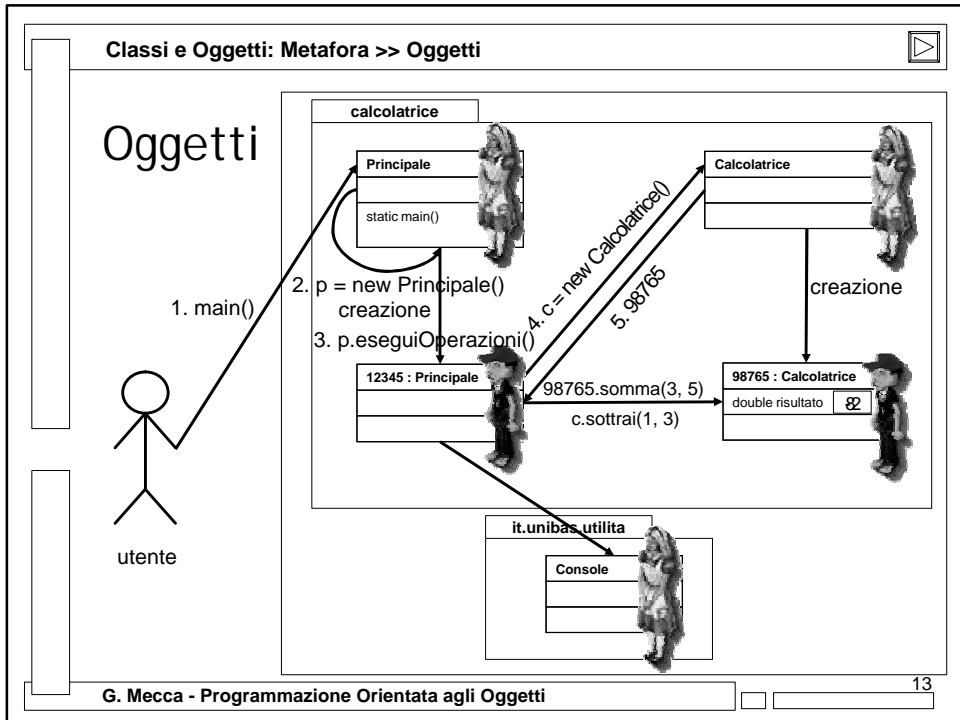 Classi e Oggetti: Metafora >> Oggetti
Oggetti
calcolatrice
Principale
static main()
Calcolatrice
1. main()
2. p = new Principale()
creazione
3. p.eseguiOperazioni()
4. c = new Calcolatrice()
5. 98765
creazione
12345 : Principale
98765.somma(3, 5)
c.sottrai(1, 3)
98765 : Calcolatrice
double risultato
utente
it.unibas.utilita
Console
G. Mecca - Programmazione Orientata agli Oggetti
13